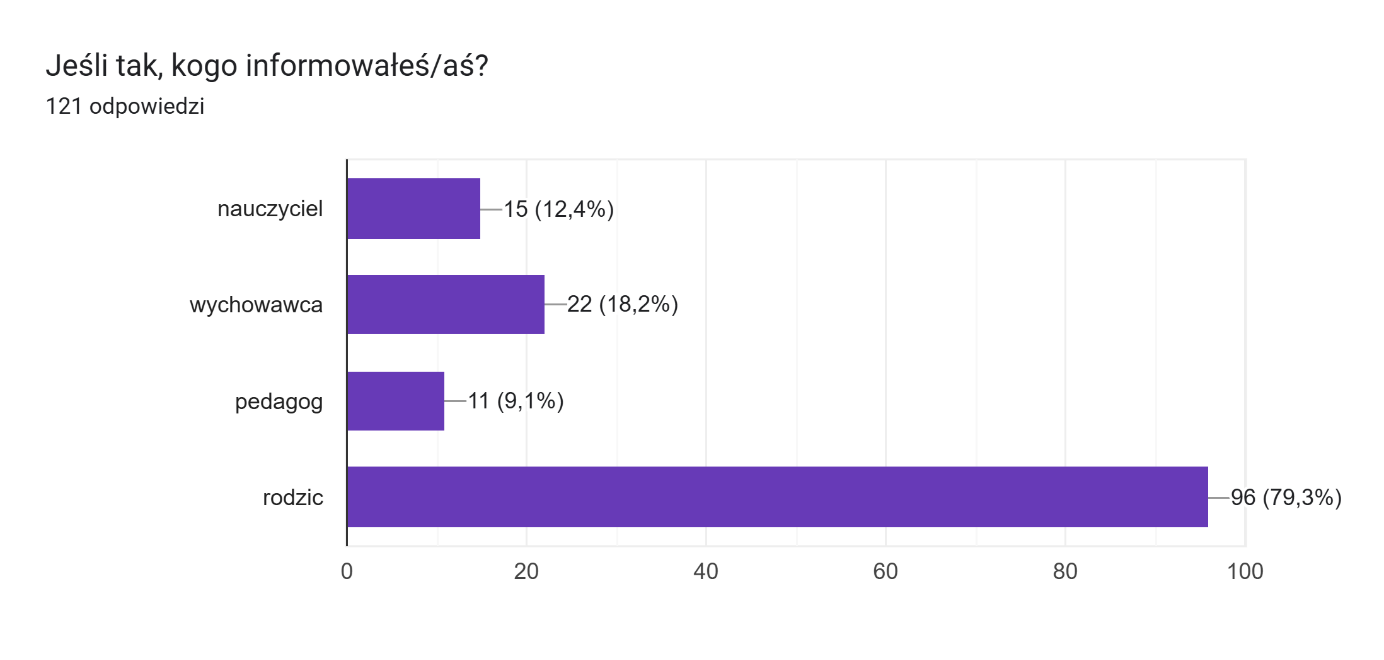 Jeśli tak, kogo informowałeś/aś?
121 odpowiedzi
nauczyciel 15 (12,4%)
wychowawca 22 (18,2%)
pedagog 11 (9,1%)
rodzic 96 (79,3%)
0 20 40 60 80 100